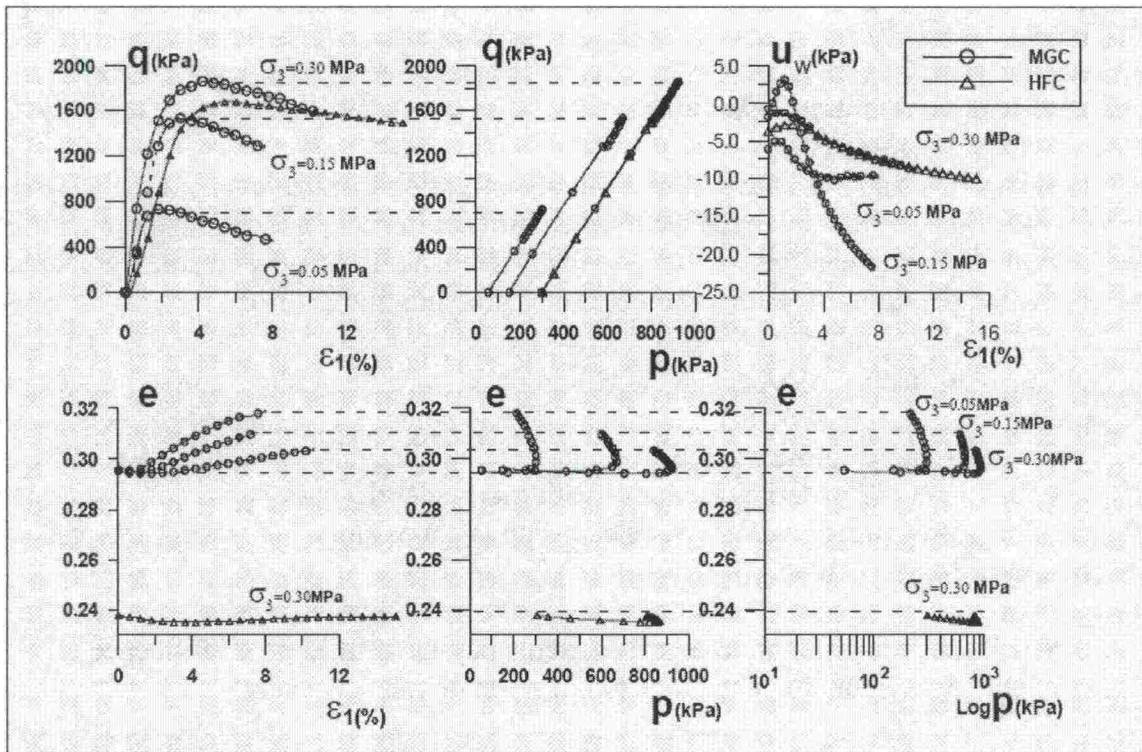 q(kPa)
2000
1600
1200
800
400
0
σ3=0.30 MPa
σ3=0.15 MPa
σ3=0.05 MPa
0 4 8 12
ε1(%)
q(kPa)
2000
1600
1200
800
400
0
200 400 600 800 1000
p(kPa)
uw(kPa)
MGC
HFC
5.0
0.0
-5.0
-10.0
-15.0
-20.0
-25.0
σ3=0.30 MPa
σ3=0.05 MPa
σ3=0.15 MPa
0 4 8 12 16
ε1(%)
e
0.32
0.30
0.28
0.26
0.24
σ3=0.30MPa
0 4 8 12
ε1(%)
e
0.32
0.30
0.28
0.26
0.24
0 200 400 600 800 1000
p(kPa)
e
0.32
0.30
0.28
0.26
0.24
σ3=0.05MPa
σ3=0.15MPa
σ3=0.30MPa
σ3=0.30 MPa
10^1 10^2 10^3
Log p(kPa)